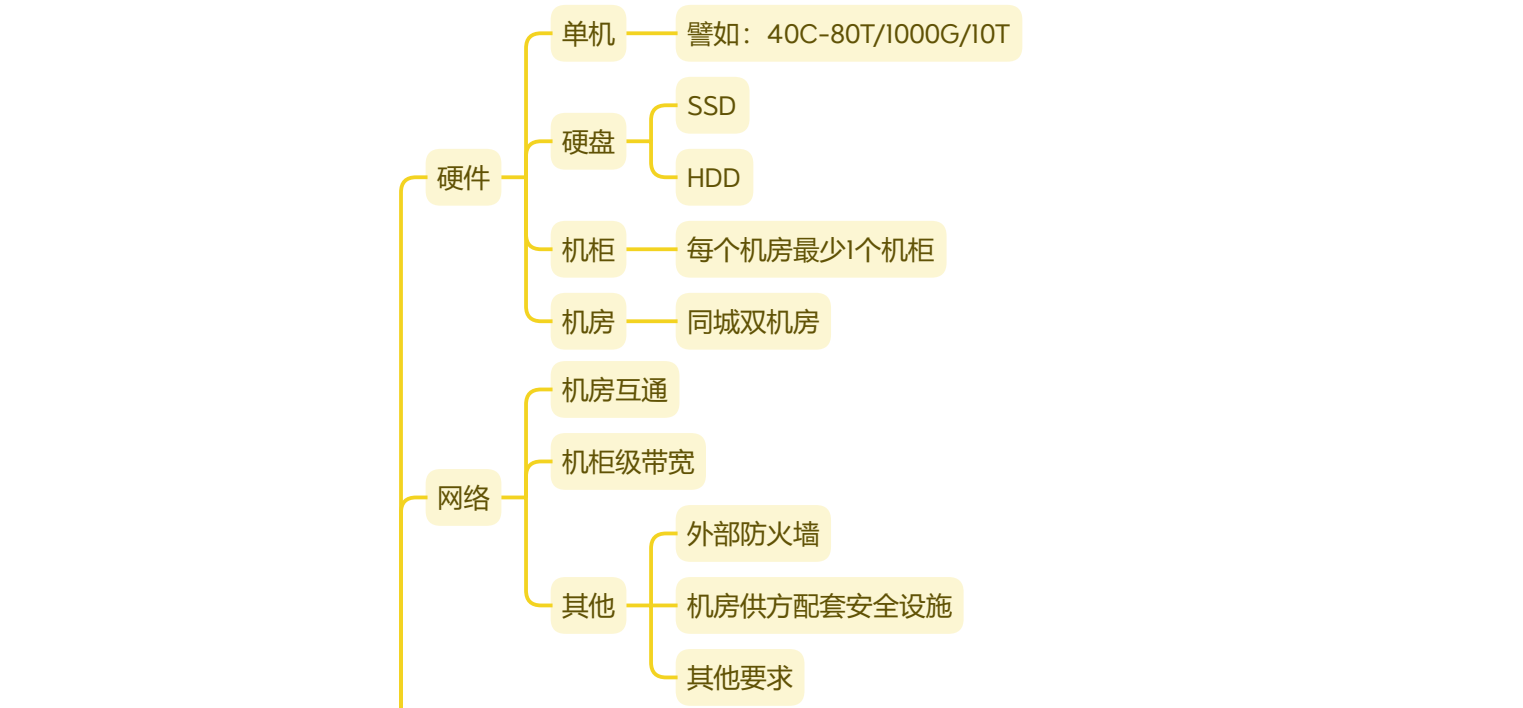 单机
譬如：40C-80T/1000G/10T
SSD
硬盘
HDD
硬件
机柜
每个机房最少1个机柜
机房
同城双机房
机房互通
机柜级带宽
网络
外部防火墙
其他
机房供方配套安全设施
其他要求